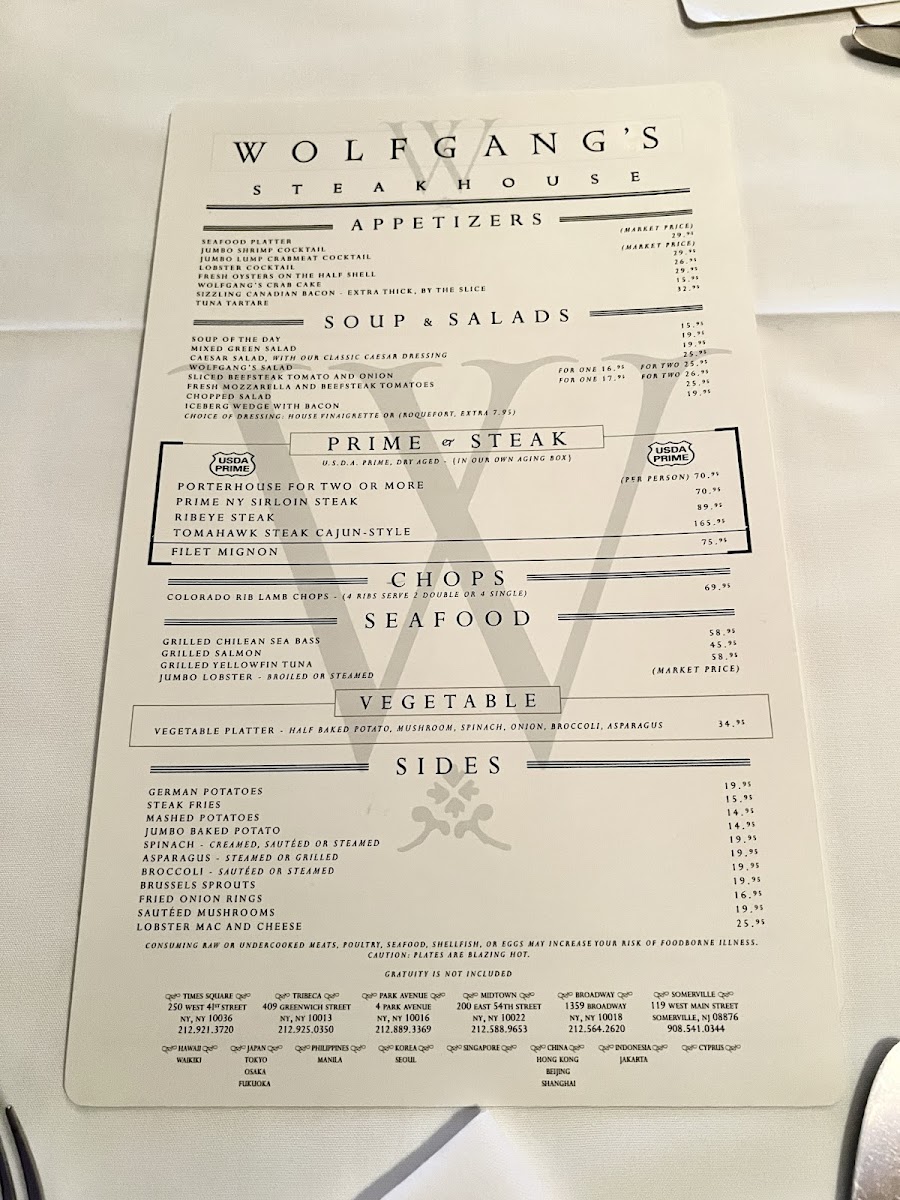 WOLFGANG'S
STEAKHOUSE
APPETIZERS
SEAFOOD PLATTER (MARKET PRICE)
JUMBO SHRIMP COCKTAIL 29.95
JUMBO LUMP CRABMEAT COCKTAIL (MARKET PRICE)
LOBSTER COCKTAIL 29.95
FRESH OYSTERS ON THE HALF SHELL 26.95
WOLFGANG'S CRAB CAKE 29.95
SIZZLING CANADIAN BACON - EXTRA THICK, BY THE SLICE 15.95
TUNA TARTARE 32.95
SOUP & SALADS
SOUP OF THE DAY 15.95
MIXED GREEN SALAD 19.95
CAESAR SALAD, WITH OUR CLASSIC CAESAR DRESSING 19.95
WOLFGANG'S SALAD 25.95
SLICED BEEFSTEAK TOMATO AND ONION FOR ONE 16.95 FOR TWO 25.95
FRESH MOZZARELLA AND BEEFSTEAK TOMATOES FOR ONE 17.95 FOR TWO 26.95
CHOPPED SALAD 25.95
ICEBERG WEDGE WITH BACON 19.95
CHOICE OF DRESSING: HOUSE VINAIGRETTE OR (ROQUEFORT, EXTRA 7.95)
PRIME & STEAK
USDA PRIME
USDA PRIME
U.S.D.A. PRIME, DRY AGED - (IN OUR OWN AGING BOX)
PORTERHOUSE FOR TWO OR MORE (PER PERSON) 70.95
PRIME NY SIRLOIN STEAK 70.95
RIBEYE STEAK 89.95
TOMAHAWK STEAK CAJUN-STYLE 165.95
FILET MIGNON 75.95
CHOPS
COLORADO RIB LAMB CHOPS - (4 RIBS SERVE 2 DOUBLE OR 4 SINGLE) 69.95
SEAFOOD
GRILLED CHILEAN SEA BASS 58.95
GRILLED SALMON 45.95
GRILLED YELLOWFIN TUNA 58.95
JUMBO LOBSTER - BROILED OR STEAMED (MARKET PRICE)
VEGETABLE
VEGETABLE PLATTER - HALF BAKED POTATO, MUSHROOM, SPINACH, ONION, BROCCOLI, ASPARAGUS 34.95
SIDES
GERMAN POTATOES 19.95
STEAK FRIES 15.95
MASHED POTATOES 14.95
JUMBO BAKED POTATO 14.95
SPINACH - CREAMED, SAUTÉED OR STEAMED 19.95
ASPARAGUS - STEAMED OR GRILLED 19.95
BROCCOLI - SAUTÉED OR STEAMED 19.95
BRUSSELS SPROUTS 19.95
FRIED ONION RINGS 16.95
SAUTÉED MUSHROOMS 19.95
LOBSTER MAC AND CHEESE 25.95
CONSUMING RAW OR UNDERCOOKED MEATS, POULTRY, SEAFOOD, SHELLFISH, OR EGGS MAY INCREASE YOUR RISK OF FOODBORNE ILLNESS.
CAUTION: PLATES ARE BLAZING HOT.
GRATUITY IS NOT INCLUDED
TIMES SQUARE TRIBECA PARK AVENUE MIDTOWN BROADWAY SOMERVILLE
250 WEST 41ST STREET 409 GREENWICH STREET 4 PARK AVENUE 200 EAST 54TH STREET 1359 BROADWAY 119 WEST MAIN STREET
NY, NY 10036 NY, NY 10013 NY, NY 10016 NY, NY 10022 NY, NY 10018 SOMERVILLE, NJ 08876
212.921.3720 212.925.0350 212.889.3369 212.588.9653 212.564.2620 908.541.0344
HAWAII JAPAN PHILIPPINES KOREA SINGAPORE CHINA INDONESIA CYPRUS
WAIKIKI TOKYO MANILA SEOUL HONG KONG JAKARTA
OSAKA BEIJING
FUKUOKA SHANGHAI